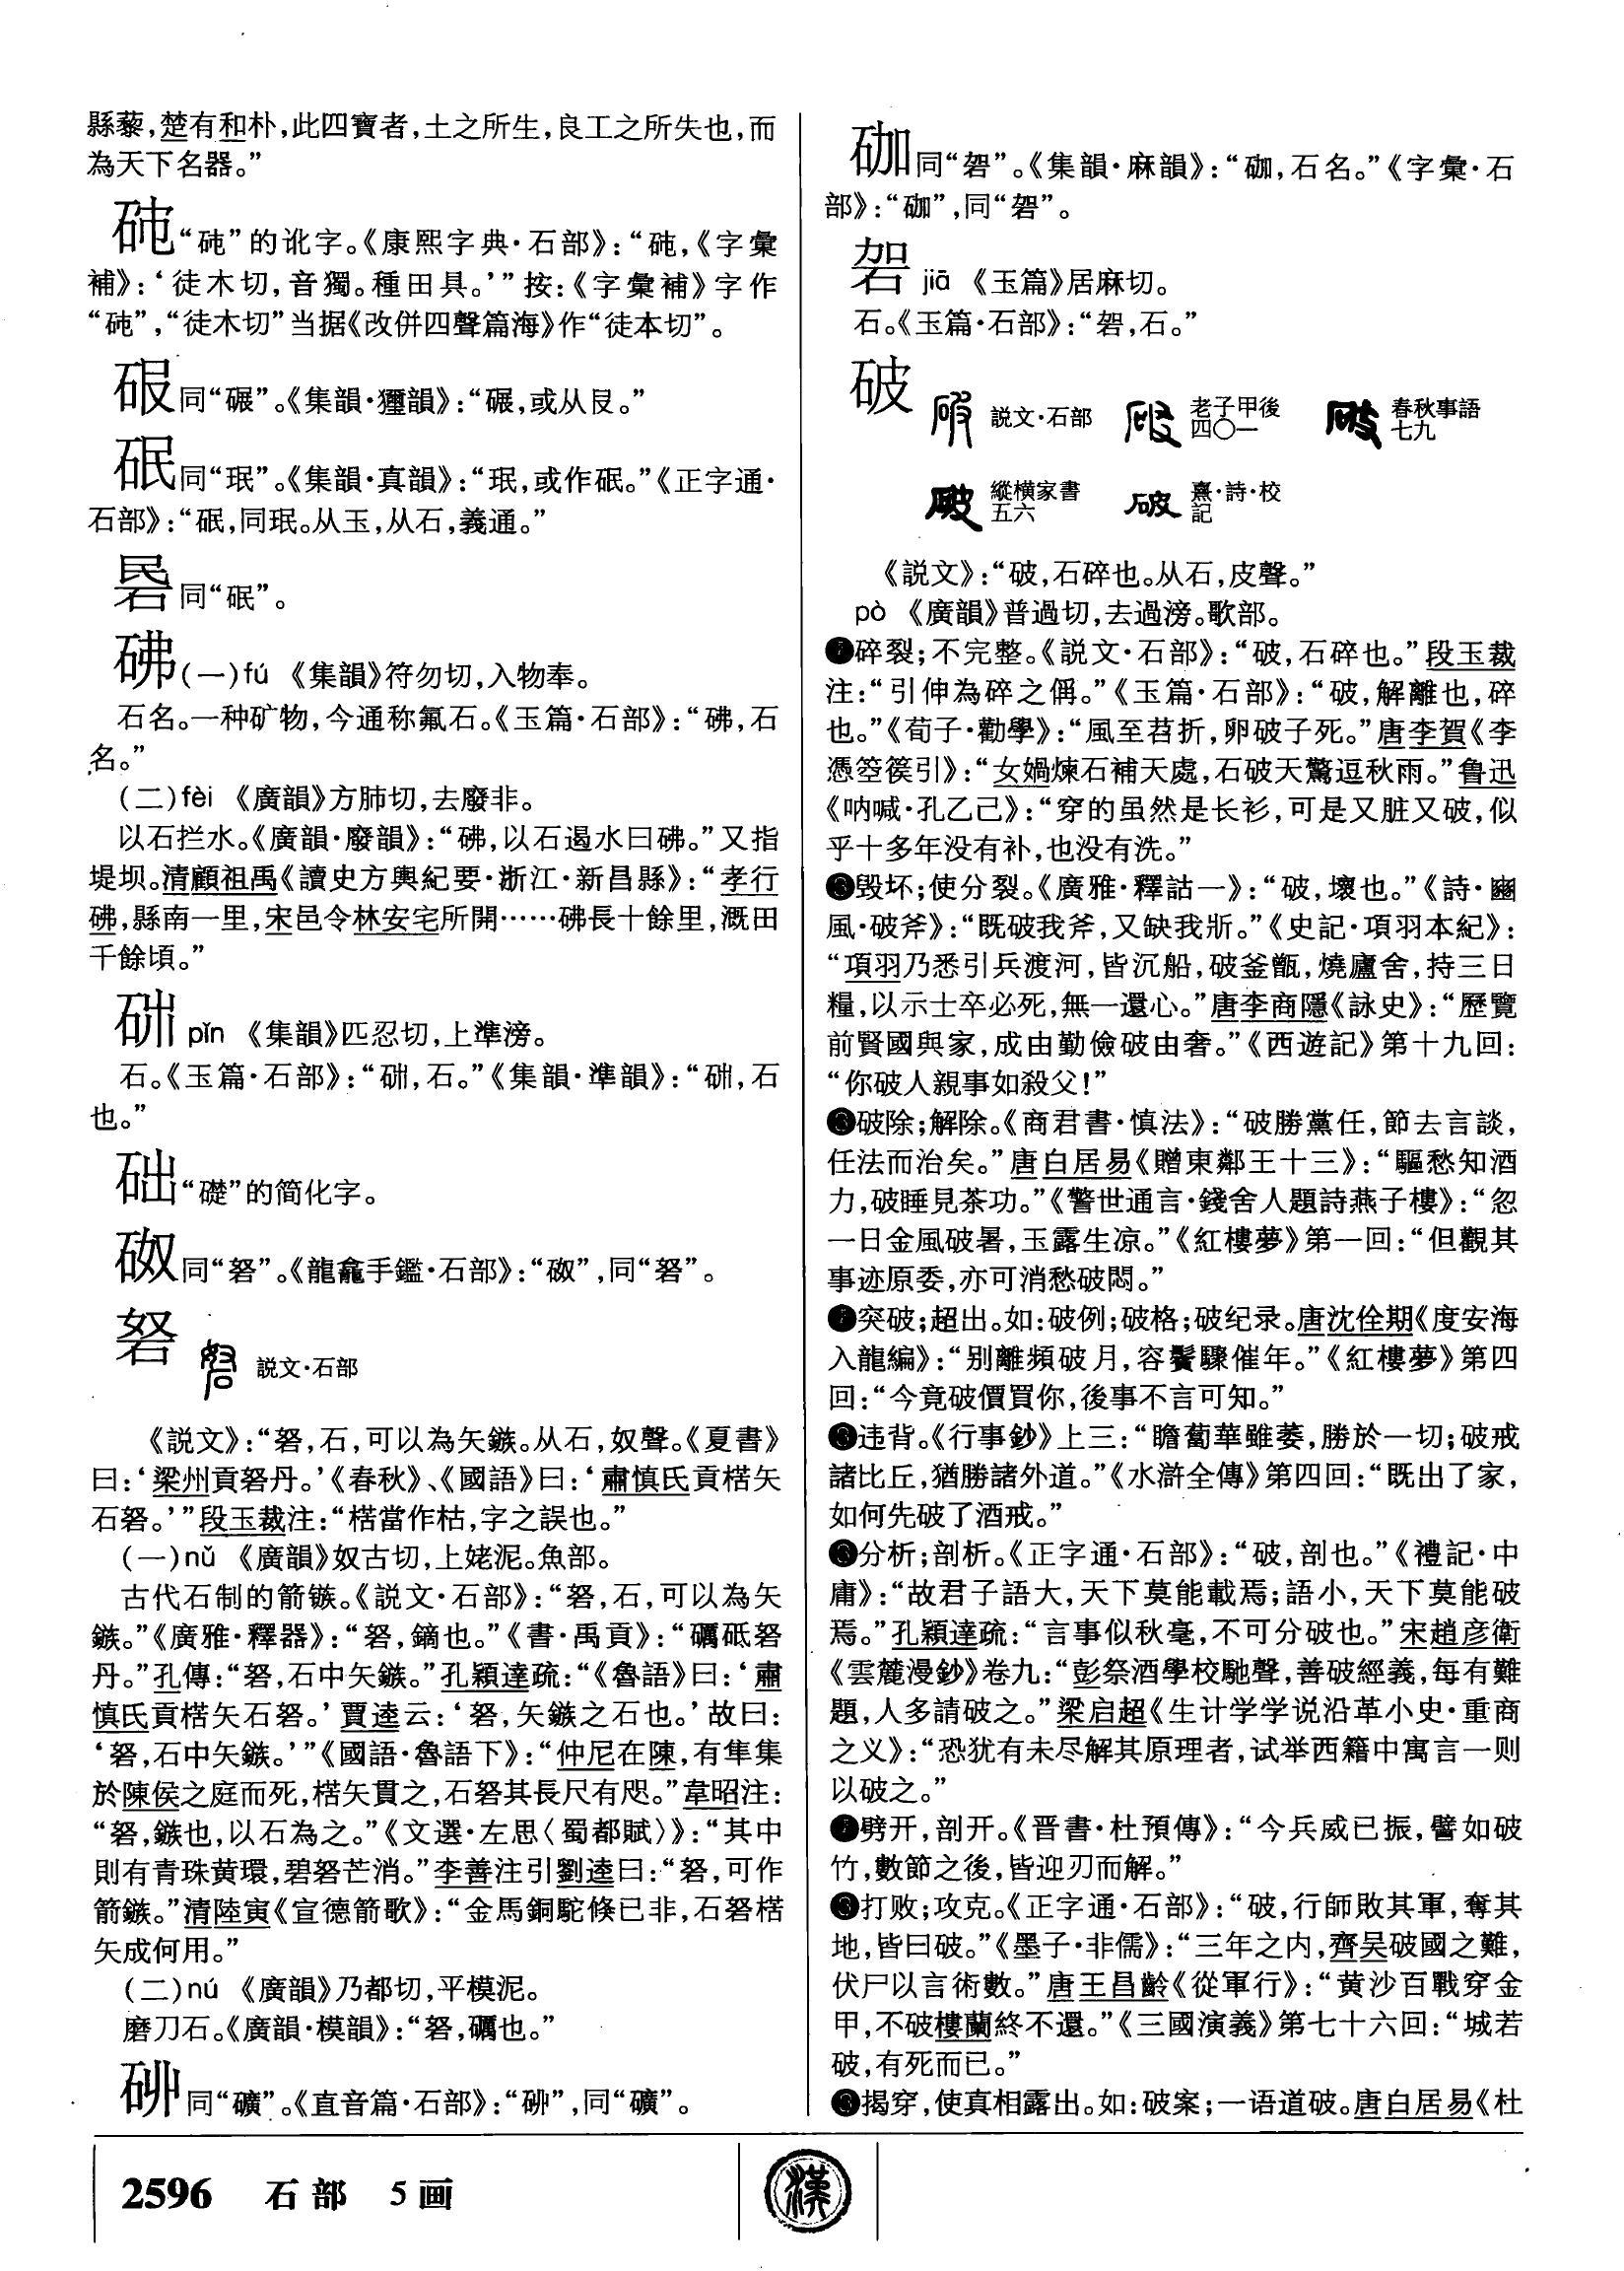 縣藜，楚有和朴，此四寶者，土之所生，良工之所失也，而
為天下名器。”
“砘”的讹字。《康熙字典·石部》：“砘，《字彙
補》：‘徒木切，音獨。種田具。’”按：《字彙補》字作
“砘”，“徒木切”当据《改併四聲篇海》作“徒本切”。
同“碾”。《集韻·獮韻》：“碾，或从㞋。”
砇同“珉”。《集韻·真韻》：“珉，或作砇。”《正字通·
石部》：“砇，同珉。从玉，从石，義通。”
同“砇”。
砩(一)fú 《集韻》符勿切，入物奉。
石名。一种矿物，今通称氟石。《玉篇·石部》：“砩，石
名。”
(二)fèi 《廣韻》方肺切，去廢非。
以石拦水。《廣韻·廢韻》：“砩，以石遏水曰砩。”又指
堤坝。清顧祖禹《讀史方輿紀要·浙江·新昌縣》：“孝行
砩，縣南一里，宋邑令林安宅所開……砩長十餘里，溉田
千餘頃。”
pǐn 《集韻》匹忍切，上準滂。
石。《玉篇·石部》：“，石。”《集韻·準韻》：“，石
也。”
础“礎”的简化字。
同“砮”。《龍龕手鑑·石部》：“”，同“砮”。
砮 説文·石部
《説文》：“砮，石，可以為矢鏃。从石，奴聲。《夏書》
曰：‘梁州貢砮丹。’《春秋》、《國語》曰：‘肅慎氏貢楛矢
石砮。’”段玉裁注：“楛當作枯，字之誤也。”
(一)nǔ 《廣韻》奴古切，上姥泥。魚部。
古代石制的箭镞。《説文·石部》：“砮，石，可以為矢
鏃。”《廣雅·釋器》：“砮，鏑也。”《書·禹貢》：“礪砥砮
丹。”孔傳：“砮，石中矢鏃。”孔穎達疏：“《魯語》曰：‘肅
慎氏貢楛矢石砮。’賈逵云：‘砮，矢鏃之石也。’故曰：
‘砮，石中矢鏃。’”《國語·魯語下》：“仲尼在陳，有隼集
於陳侯之庭而死，楛矢貫之，石砮其長尺有咫。”韋昭注：
“砮，鏃也，以石為之。”《文選·左思〈蜀都賦〉》：“其中
則有青珠黄環，碧砮芒消。”李善注引劉逵曰：“砮，可作
箭鏃。”清陸寅《宣德箭歌》：“金馬銅駝倏已非，石砮楛
矢成何用。”
(二)nú 《廣韻》乃都切，平模泥。
磨刀石。《廣韻·模韻》：“砮，礪也。”
同“礦”。《直音篇·石部》：“”，同“礦”。
同“𥑆”。《集韻·麻韻》：“，石名。”《字彙·石
部》：“”，同“𥑆”。
jiā 《玉篇》居麻切。
石。《玉篇·石部》：“，石。”
破 説文·石部 老子甲後四〇一 春秋事語七九
縱横家書五六 熹·詩·校記
《説文》：“破，石碎也。从石，皮聲。”
pò 《廣韻》普過切，去過滂。歌部。
碎裂；不完整。《説文·石部》：“破，石碎也。”段玉裁
注：“引伸為碎之偁。”《玉篇·石部》：“破，解離也，碎
也。”《荀子·勸學》：“風至苕折，卵破子死。”唐李賀《李
憑箜篌引》：“女媧煉石補天處，石破天驚逗秋雨。”鲁迅
《呐喊·孔乙己》：“穿的虽然是长衫，可是又脏又破，似
乎十多年没有补，也没有洗。”
毁坏；使分裂。《廣雅·釋詁一》：“破，壞也。”《詩·豳
風·破斧》：“既破我斧，又缺我斨。”《史記·項羽本紀》：
“項羽乃悉引兵渡河，皆沉船，破釜甑，燒廬舍，持三日
糧，以示士卒必死，無一還心。”唐李商隱《詠史》：“歷覽
前賢國與家，成由勤儉破由奢。”《西遊記》第十九回：
“你破人親事如殺父！”
破除；解除。《商君書·慎法》：“破勝黨任，節去言談，
任法而治矣。”唐白居易《贈東鄰王十三》：“驅愁知酒
力，破睡見茶功。”《警世通言·錢舍人題詩燕子樓》：“忽
一日金風破暑，玉露生凉。”《紅樓夢》第一回：“但觀其
事迹原委，亦可消愁破悶。”
突破；超出。如：破例；破格；破纪录。唐沈佺期《度安海
入龍編》：“别離頻破月，容鬢驟催年。”《紅樓夢》第四
回：“今竟破價買你，後事不言可知。”
违背。《行事鈔》上三：“瞻蔔華雖萎，勝於一切；破戒
諸比丘，猶勝諸外道。”《水滸全傳》第四回：“既出了家，
如何先破了酒戒。”
分析；剖析。《正字通·石部》：“破，剖也。”《禮記·中
庸》：“故君子語大，天下莫能載焉；語小，天下莫能破
焉。”孔穎達疏：“言事似秋毫，不可分破也。”宋趙彦衛
《雲麓漫鈔》卷九：“彭祭酒學校馳聲，善破經義，每有難
題，人多請破之。”梁启超《生计学学说沿革小史·重商
之义》：“恐犹有未尽解其原理者，试举西籍中寓言一则
以破之。”
劈开，剖开。《晋書·杜預傳》：“今兵威已振，譬如破
竹，數節之後，皆迎刃而解。”
打败；攻克。《正字通·石部》：“破，行師敗其軍，奪其
地，皆曰破。”《墨子·非儒》：“三年之内，齊吴破國之難，
伏尸以言術數。”唐王昌齡《從軍行》：“黄沙百戰穿金
甲，不破樓蘭終不還。”《三國演義》第七十六回：“城若
破，有死而已。”
揭穿，使真相露出。如：破案；一语道破。唐白居易《杜
2596 石部 5画
漢